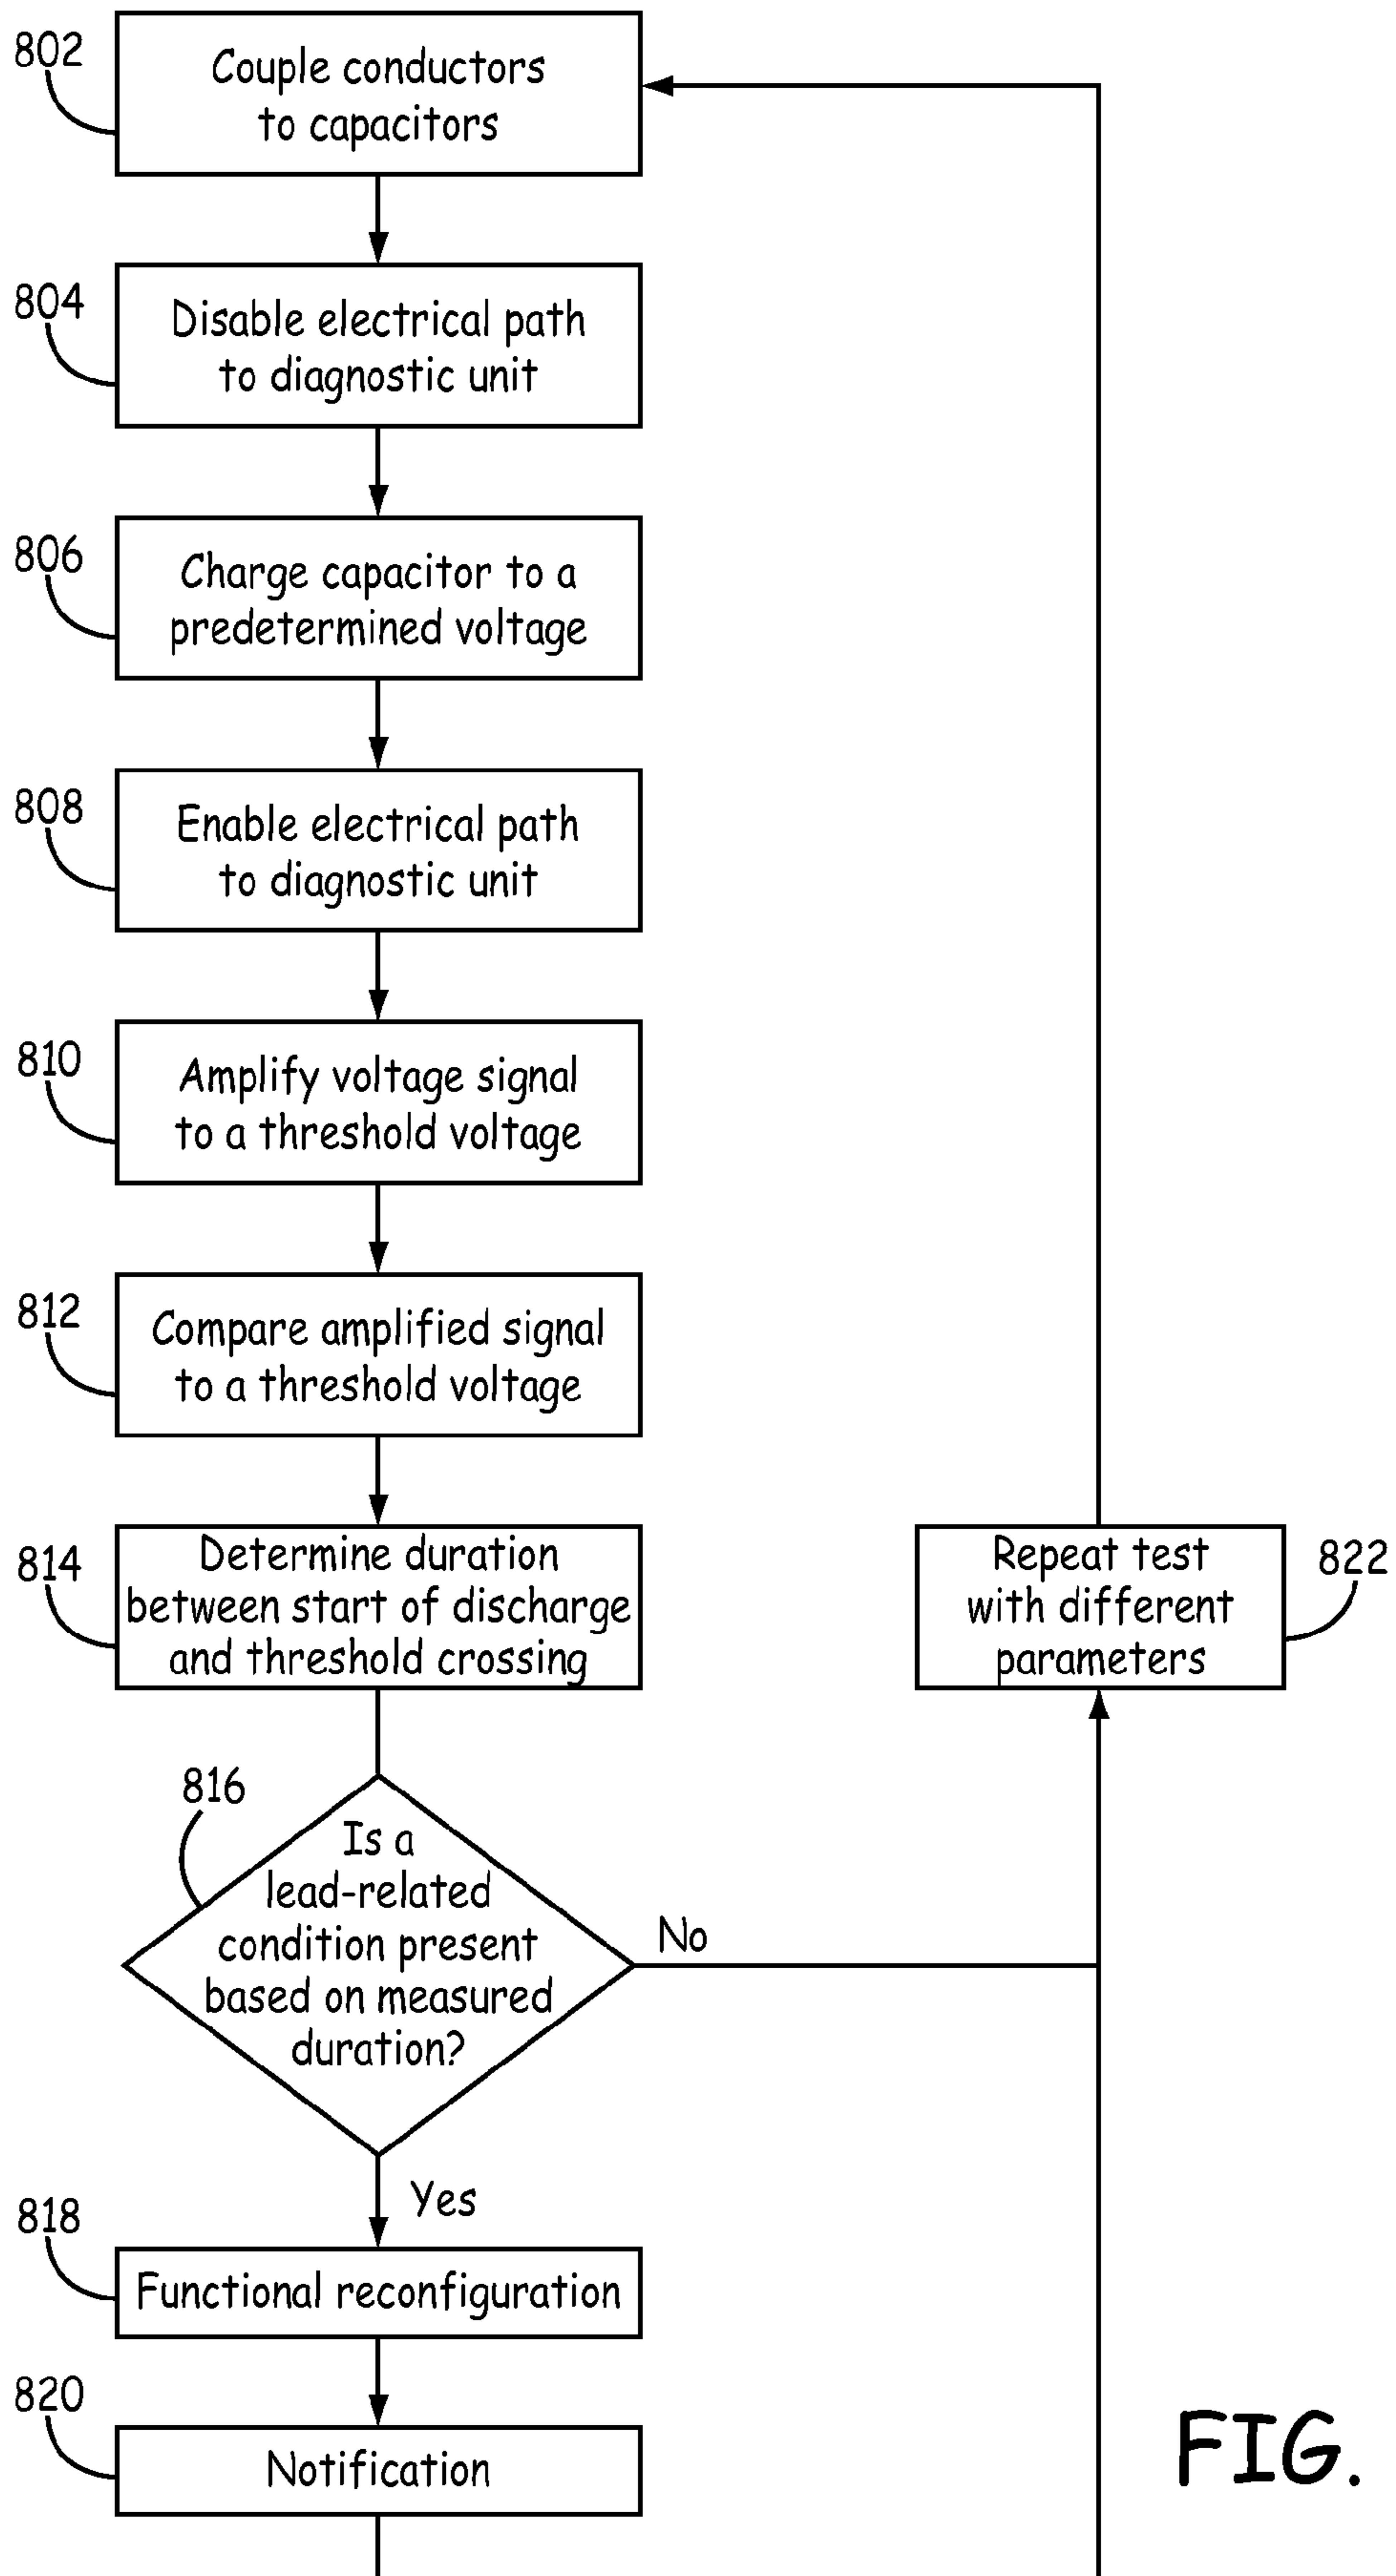 802
Couple conductors
to capacitors
804
Disable electrical path
to diagnostic unit
806
Charge capacitor to a
predetermined voltage
808
Enable electrical path
to diagnostic unit
810
Amplify voltage signal
to a threshold voltage
812
Compare amplified signal
to a threshold voltage
814
Determine duration
between start of discharge
and threshold crossing
Repeat test
with different
parameters
822
816
Is a
lead-related
condition present
based on measured
duration?
No
Yes
818
Functional reconfiguration
820
Notification
FIG.